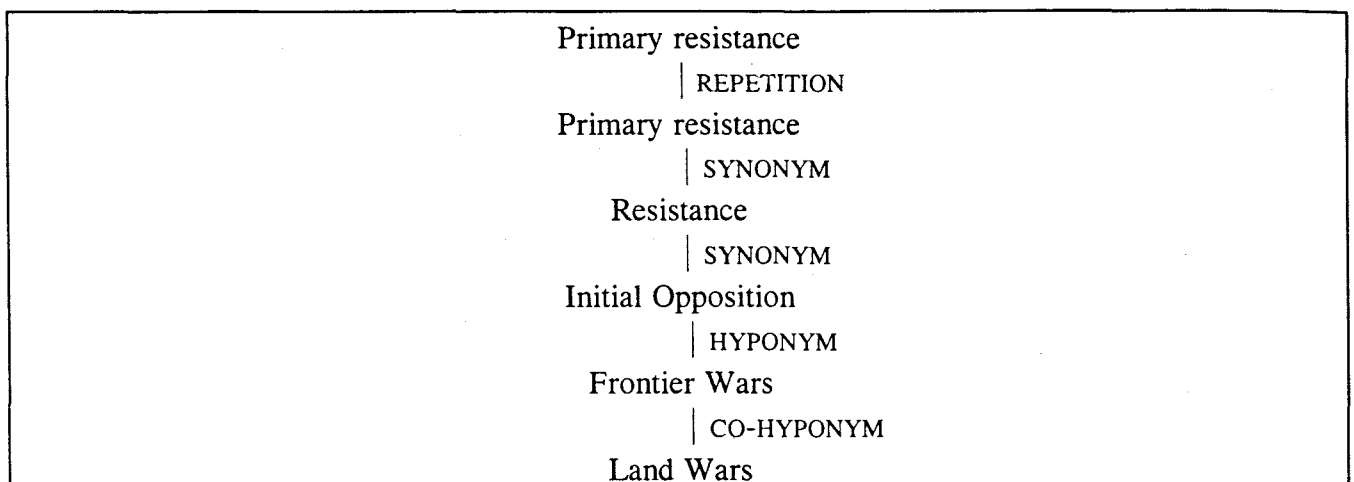 Primary resistance
REPETITION
Primary resistance
SYNONYM
Resistance
SYNONYM
Initial Opposition
HYPONYM
Frontier Wars
CO-HYPONYM
Land Wars